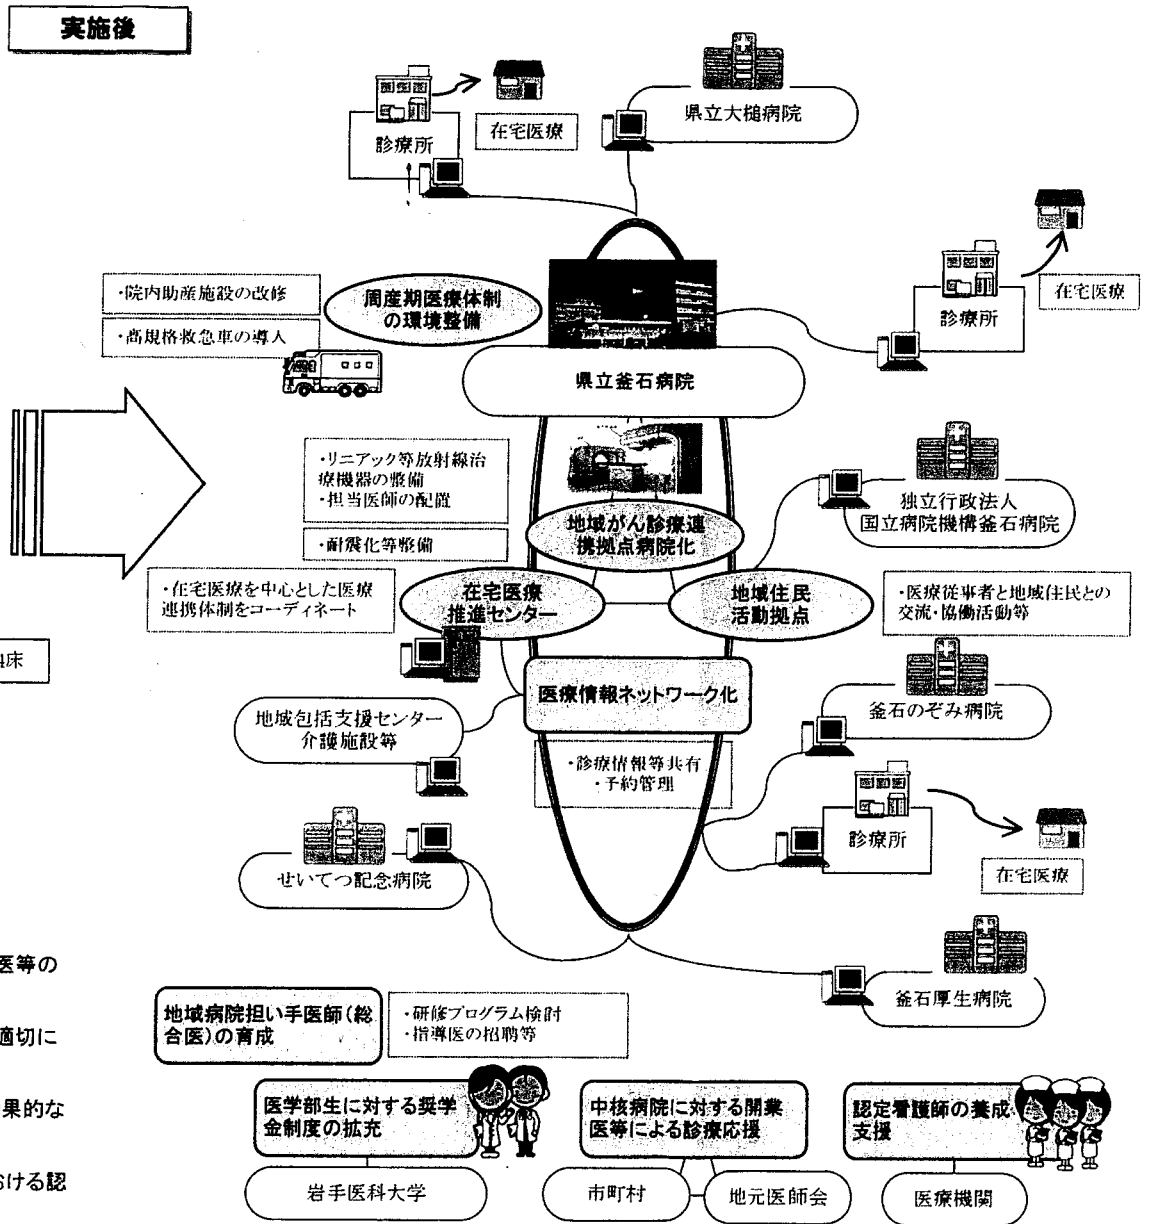 実施後
県立大槌病院
診療所
在宅医療
診療所
在宅医療
・院内助産施設の改修
・高規格救急車の導入
周産期医療体制
の環境整備
県立釜石病院
・リニアック等放射線治
療機器の整備
・担当医師の配置
・耐震化等整備
地域がん診療連
携拠点病院化
独立行政法人
国立病院機構釜石病院
・在宅医療を中心とした医療
連携体制をコーディネート
在宅医療
推進センター
地域住民
活動拠点
・医療従事者と地域住民との
交流・協働活動等
床
医療情報ネットワーク化
・診療情報等共有
・予約管理
地域包括支援センター
介護施設等
釜石のぞみ病院
診療所
在宅医療
せいてつ記念病院
釜石厚生病院
医等の
適切に
果的な
おける認
地域病院担い手医師(総
合医)の育成
・研修プログラム検討
・指導医の招聘等
医学部生に対する奨学
金制度の拡充
岩手医科大学
中核病院に対する開業
医等による診療応援
市町村
地元医師会
認定看護師の養成
支援
医療機関